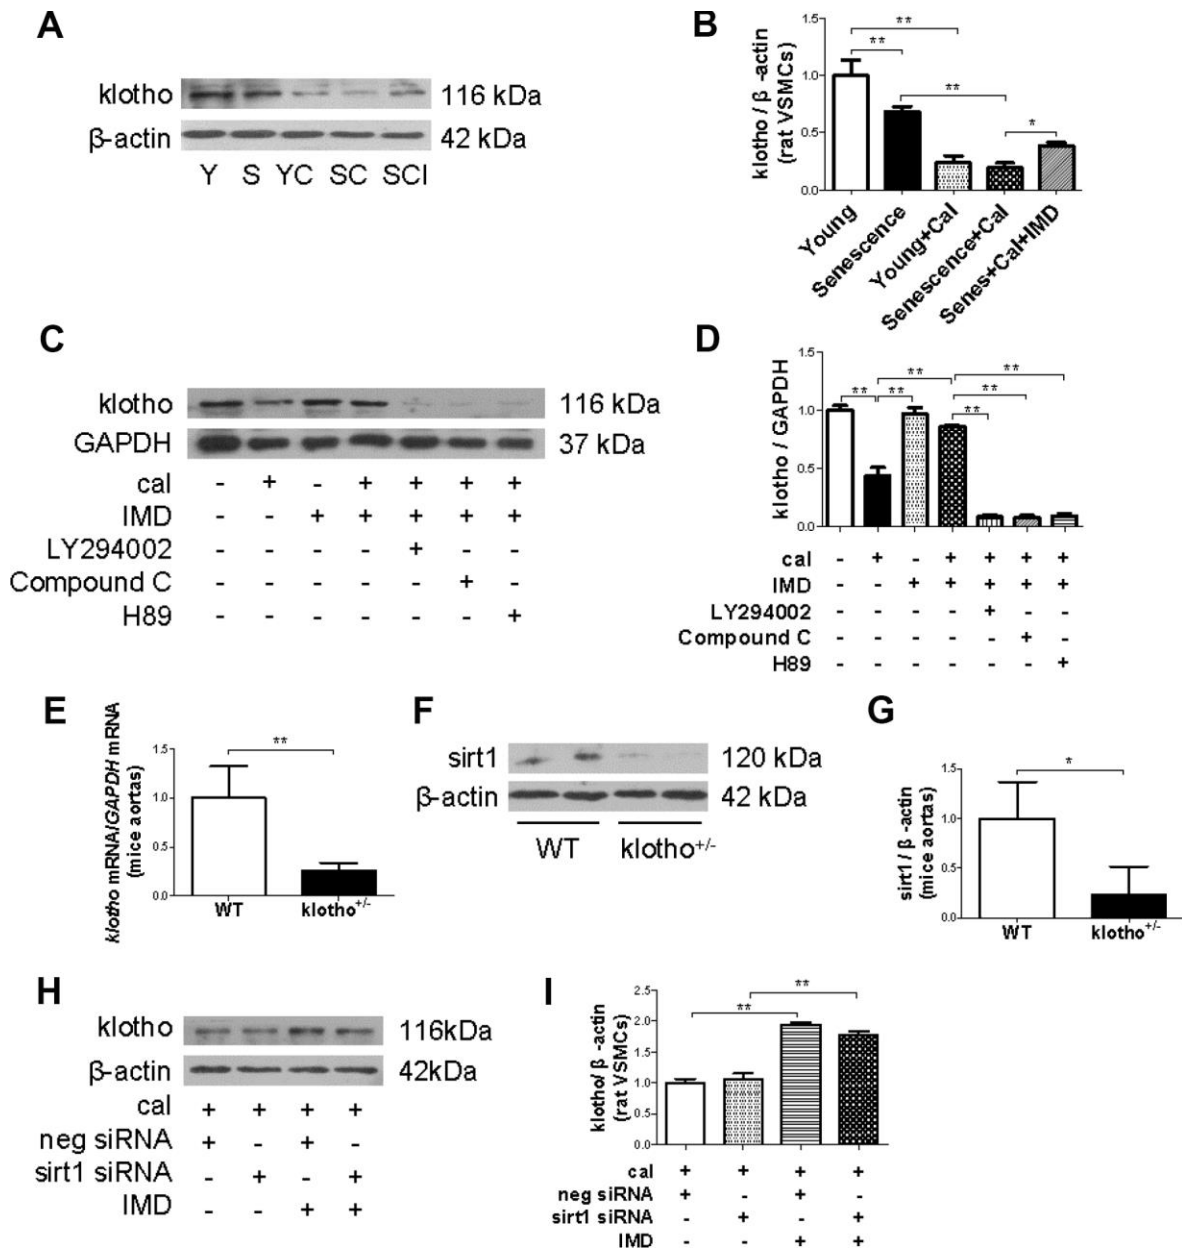 A
klotho
116 kDa
β-actin
42 kDa
Y S YC SC SCI
B
klotho / β -actin
(rat VSMCs)
1.5
1.0
0.5
0.0
** ** ** *
Young
Senescence
Young+Cal
Senescence+Cal
Senes+Cal+IMD
C
klotho
116 kDa
GAPDH
37 kDa
cal - + - + + + +
IMD - - + + + + +
LY294002 - - - - + - -
Compound C - - - - - + -
H89 - - - - - - +
D
klotho / GAPDH
1.5
1.0
0.5
0.0
** ** ** ** ** **
cal - + - + + + +
IMD - - + + + + +
LY294002 - - - - + - -
Compound C - - - - - + -
H89 - - - - - - +
E
klotho mRNA/GAPDH mRNA
(mice aortas)
1.5
1.0
0.5
0.0
**
WT klotho+/-
F
sirt1
120 kDa
β-actin
42 kDa
WT klotho+/-
G
sirt1 / β -actin
(mice aortas)
1.5
1.0
0.5
0.0
*
WT klotho+/-
H
klotho
116kDa
β-actin
42kDa
cal + + + +
neg siRNA + - + -
sirt1 siRNA - + - +
IMD - - + +
I
klotho/ β -actin
(rat VSMCs)
2.5
2.0
1.5
1.0
0.5
0.0
** **
cal + + + +
neg siRNA + - + -
sirt1 siRNA - + - +
IMD - - + +